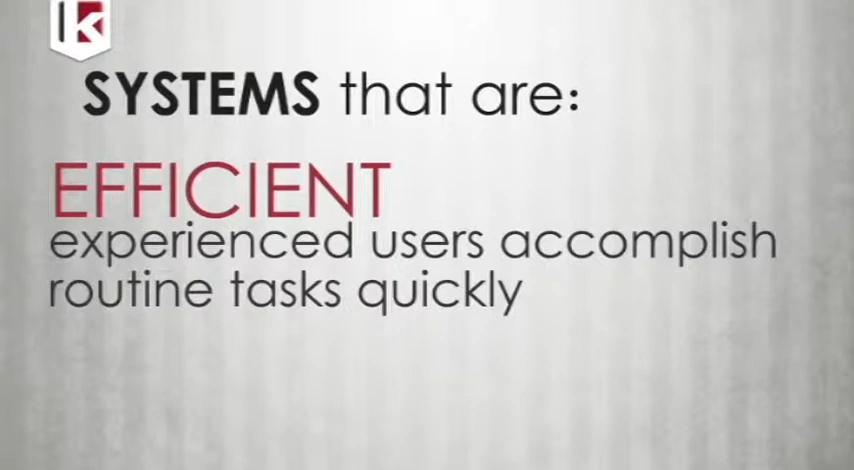 k
SYSTEMS that are:
EFFICIENT
experienced users accomplish
routine tasks quickly